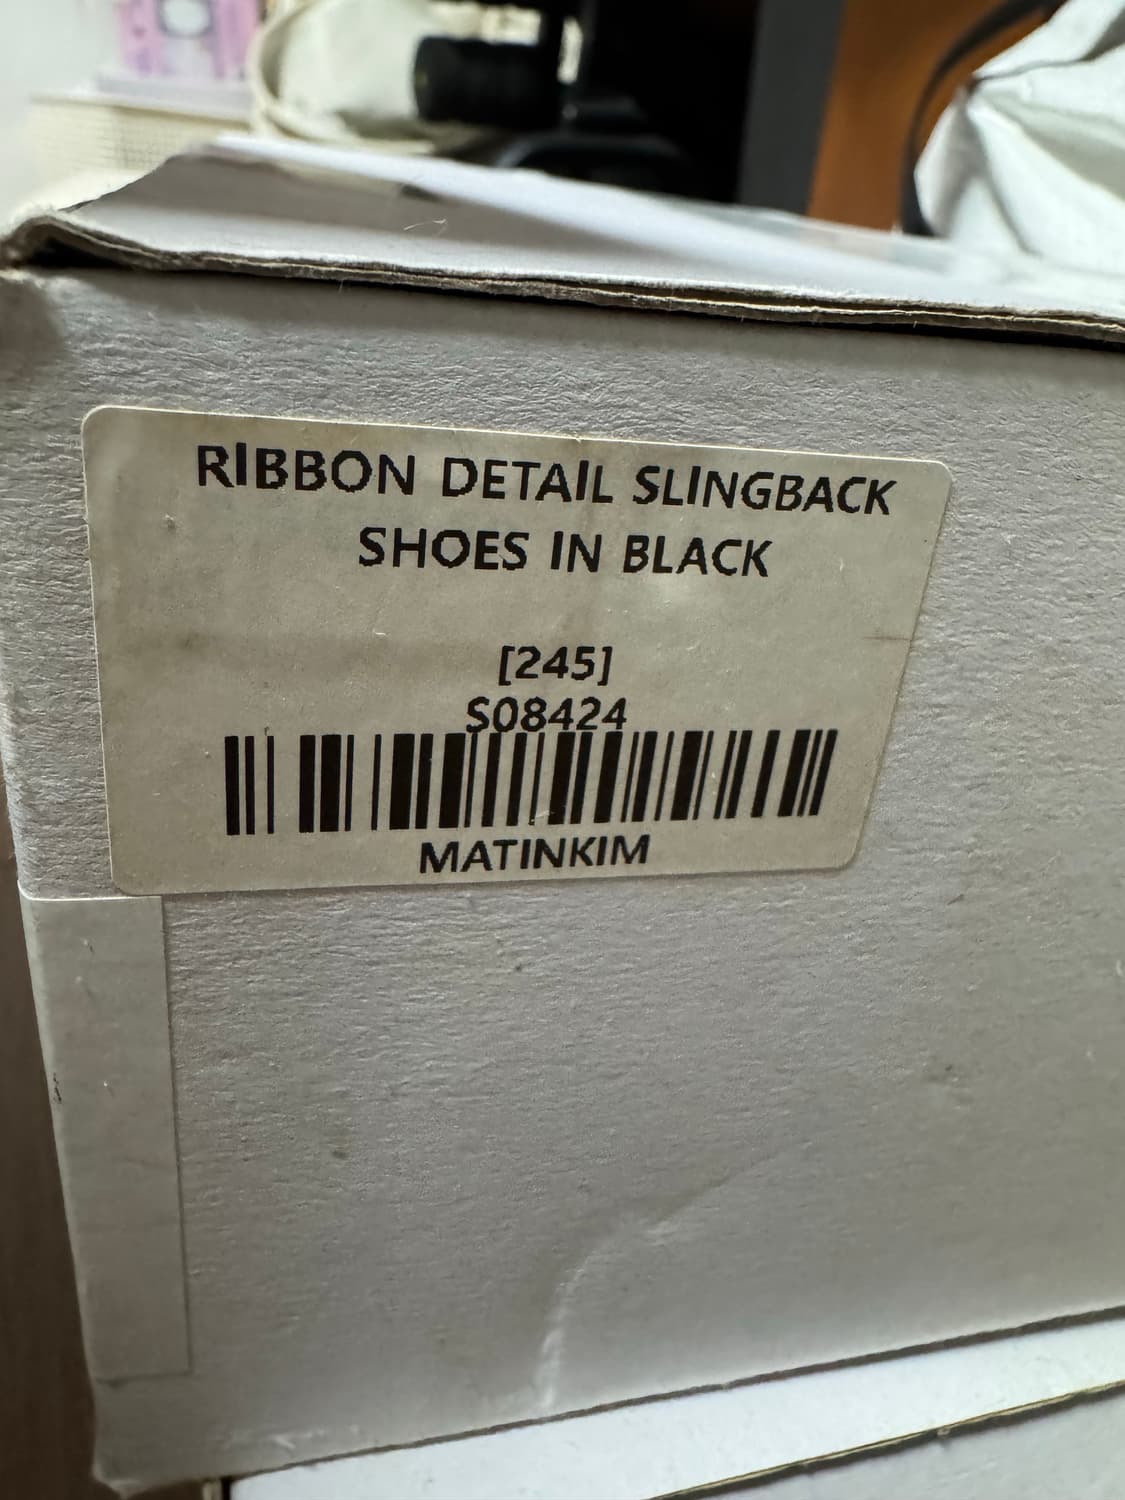 RIBBON DETAIL SLINGBACK
SHOES IN BLACK
[245]
S08424
MATINKIM